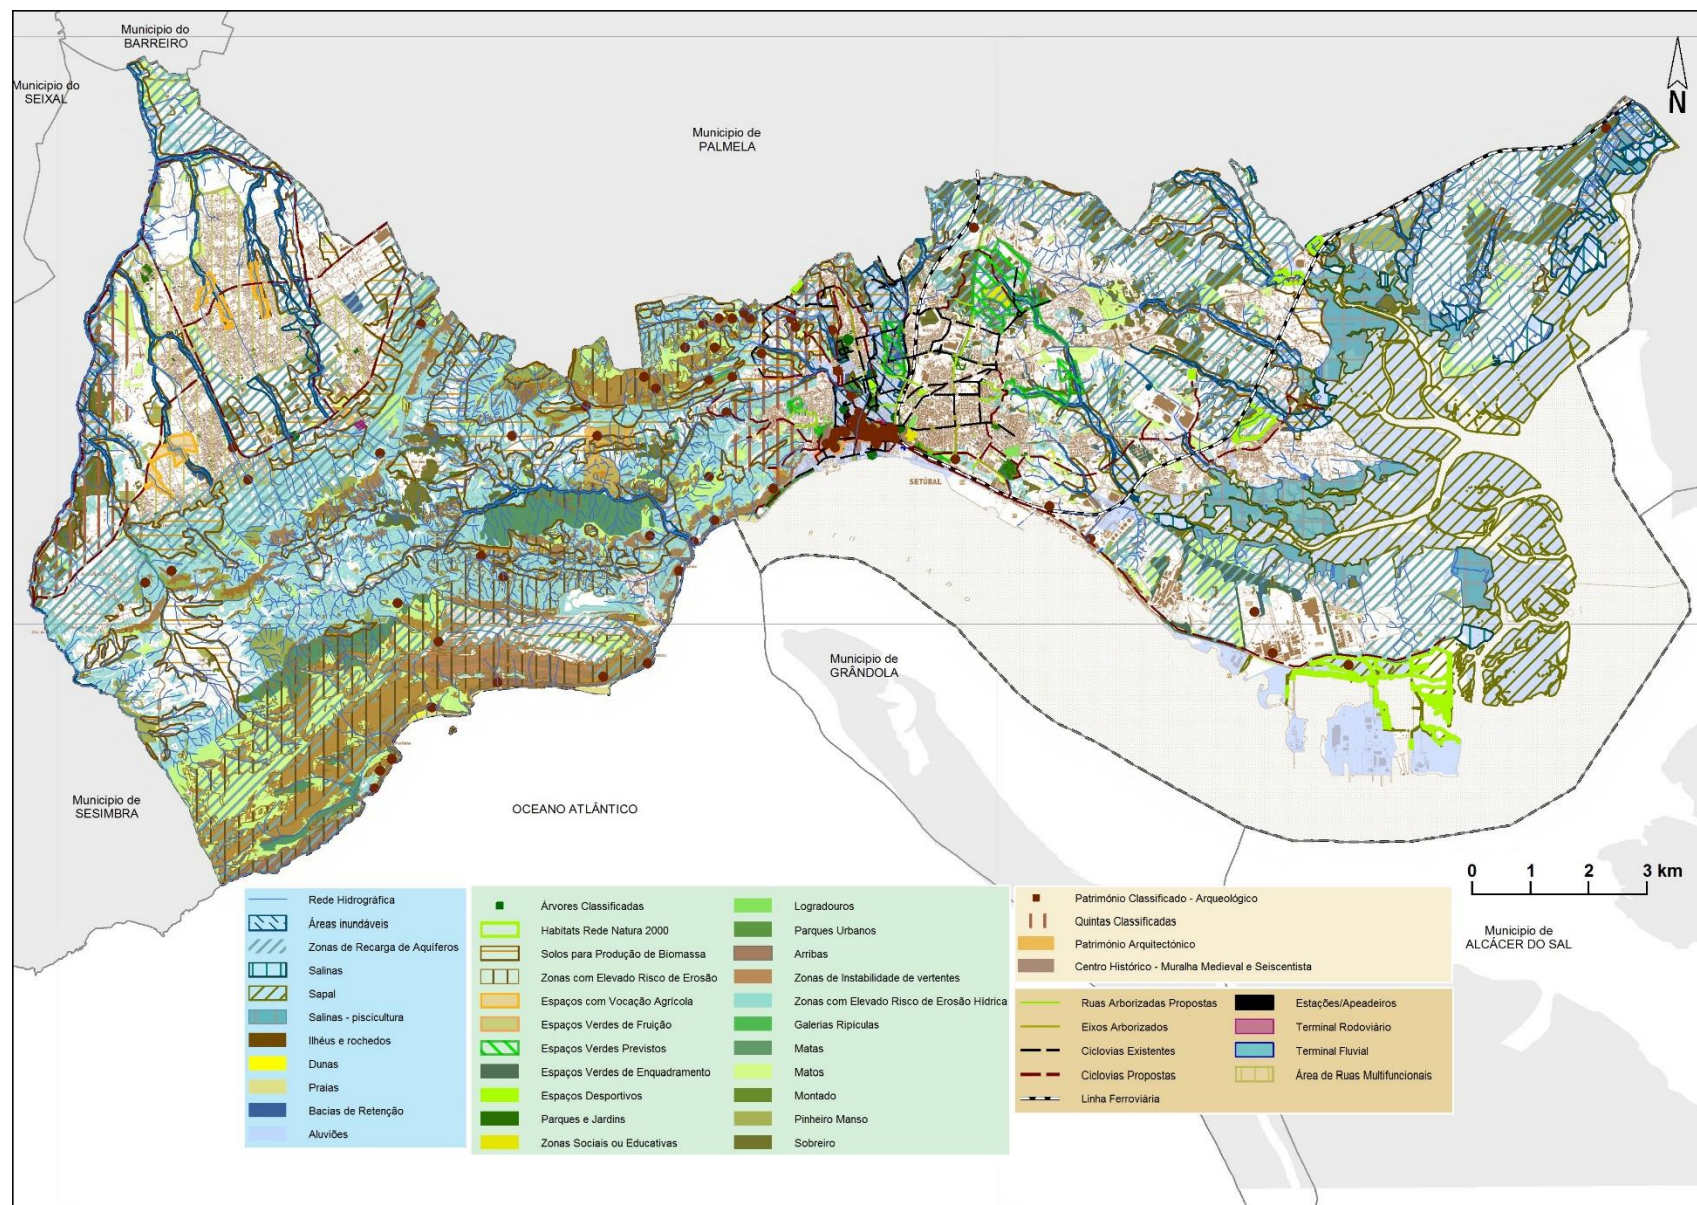 Municipio do
BARREIRO
Municipio do
SEIXAL
N
Municipio de
PALMELA
SETÚBAL
RIO SADO
Municipio de
GRÂNDOLA
Municipio de
SESIMBRA
OCEANO ATLÂNTICO
0 1 2 3 km
Municipio de
ALCÁCER DO SAL
Rede Hidrográfica
Áreas inundáveis
Zonas de Recarga de Aquíferos
Salinas
Sapal
Salinas - piscicultura
Ilhéus e rochedos
Dunas
Praias
Bacias de Retenção
Aluviões
Árvores Classificadas
Habitats Rede Natura 2000
Solos para Produção de Biomassa
Zonas com Elevado Risco de Erosão
Espaços com Vocação Agrícola
Espaços Verdes de Fruição
Espaços Verdes Previstos
Espaços Verdes de Enquadramento
Espaços Desportivos
Parques e Jardins
Zonas Sociais ou Educativas
Logradouros
Parques Urbanos
Arribas
Zonas de Instabilidade de vertentes
Zonas com Elevado Risco de Erosão Hídrica
Galerias Ripículas
Matas
Matos
Montado
Pinheiro Manso
Sobreiro
Património Classificado - Arqueológico
Quintas Classificadas
Património Arquitectónico
Centro Histórico - Muralha Medieval e Seiscentista
Ruas Arborizadas Propostas
Eixos Arborizados
Ciclovias Existentes
Ciclovias Propostas
Linha Ferroviária
Estações/Apeadeiros
Terminal Rodoviário
Terminal Fluvial
Área de Ruas Multifuncionais